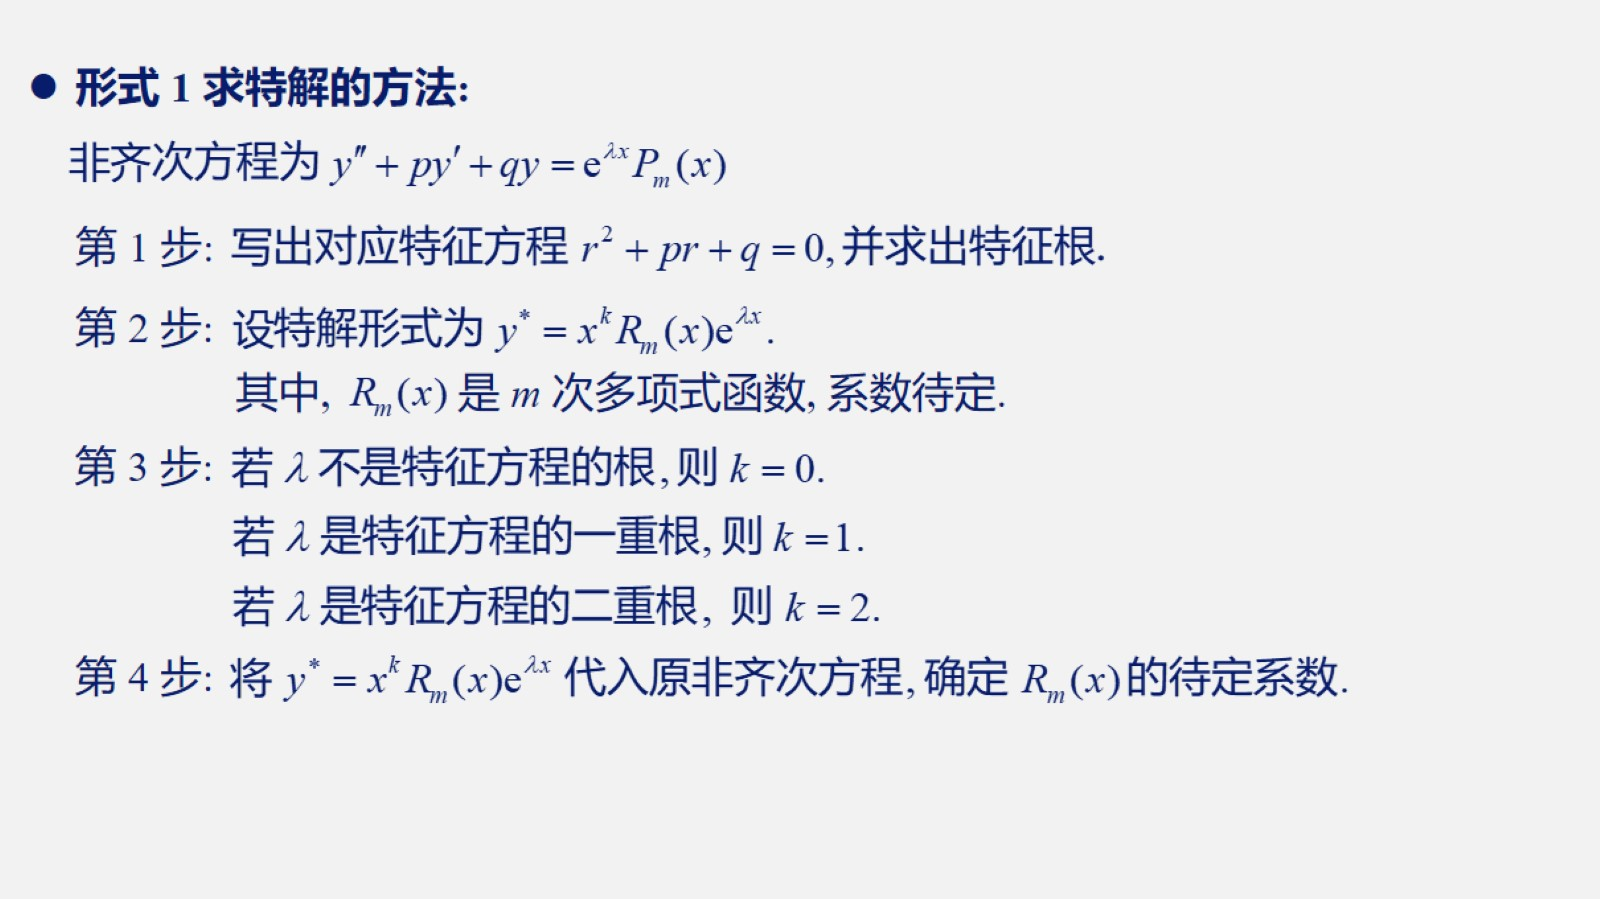 ● 形式 1 求特解的方法:
非齐次方程为 y″ + py′ + qy = e^{λx} P_m(x)
第 1 步: 写出对应特征方程 r² + pr + q = 0, 并求出特征根.
第 2 步: 设特解形式为 y* = x^k R_m(x)e^{λx}.
其中, R_m(x) 是 m 次多项式函数, 系数待定.
第 3 步: 若 λ 不是特征方程的根, 则 k = 0.
若 λ 是特征方程的一重根, 则 k = 1.
若 λ 是特征方程的二重根, 则 k = 2.
第 4 步: 将 y* = x^k R_m(x)e^{λx} 代入原非齐次方程, 确定 R_m(x) 的待定系数.